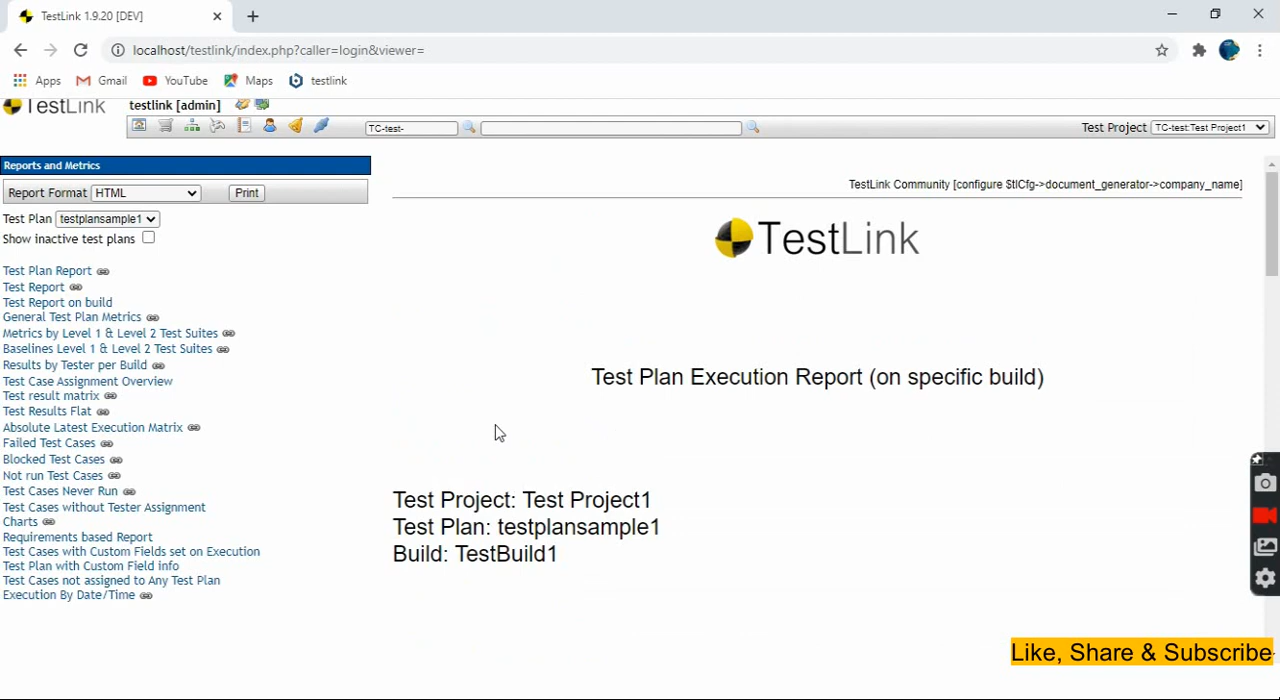 TestLink 1.9.20 [DEV]
localhost/testlink/index.php?caller=login&viewer=
Apps Gmail YouTube Maps testlink
TestLink testlink [admin]
TC-test- Test Project TC-test:Test Project1
Reports and Metrics
Report Format HTML Print
Test Plan testplansample1
Show inactive test plans
Test Plan Report
Test Report
Test Report on build
General Test Plan Metrics
Metrics by Level 1 & Level 2 Test Suites
Baselines Level 1 & Level 2 Test Suites
Results by Tester per Build
Test Case Assignment Overview
Test result matrix
Test Results Flat
Absolute Latest Execution Matrix
Failed Test Cases
Blocked Test Cases
Not run Test Cases
Test Cases Never Run
Test Cases without Tester Assignment
Charts
Requirements based Report
Test Cases with Custom Fields set on Execution
Test Plan with Custom Field info
Test Cases not assigned to Any Test Plan
Execution By Date/Time
TestLink Community [configure $tlCfg->document_generator->company_name]
TestLink
Test Plan Execution Report (on specific build)
Test Project: Test Project1
Test Plan: testplansample1
Build: TestBuild1
Like, Share & Subscribe